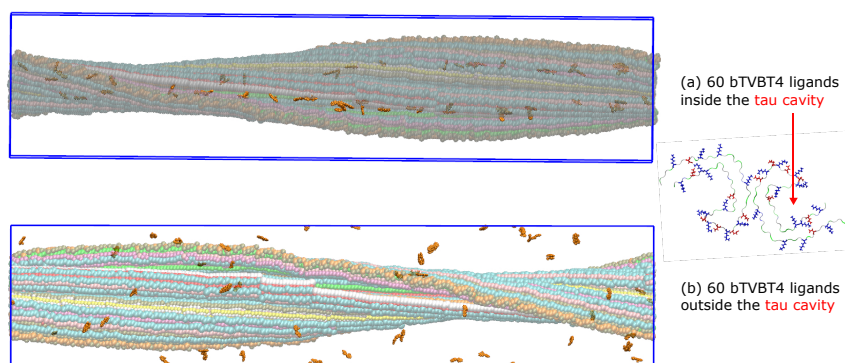 (a) 60 bTVBT4 ligands
inside the tau cavity
(b) 60 bTVBT4 ligands
outside the tau cavity